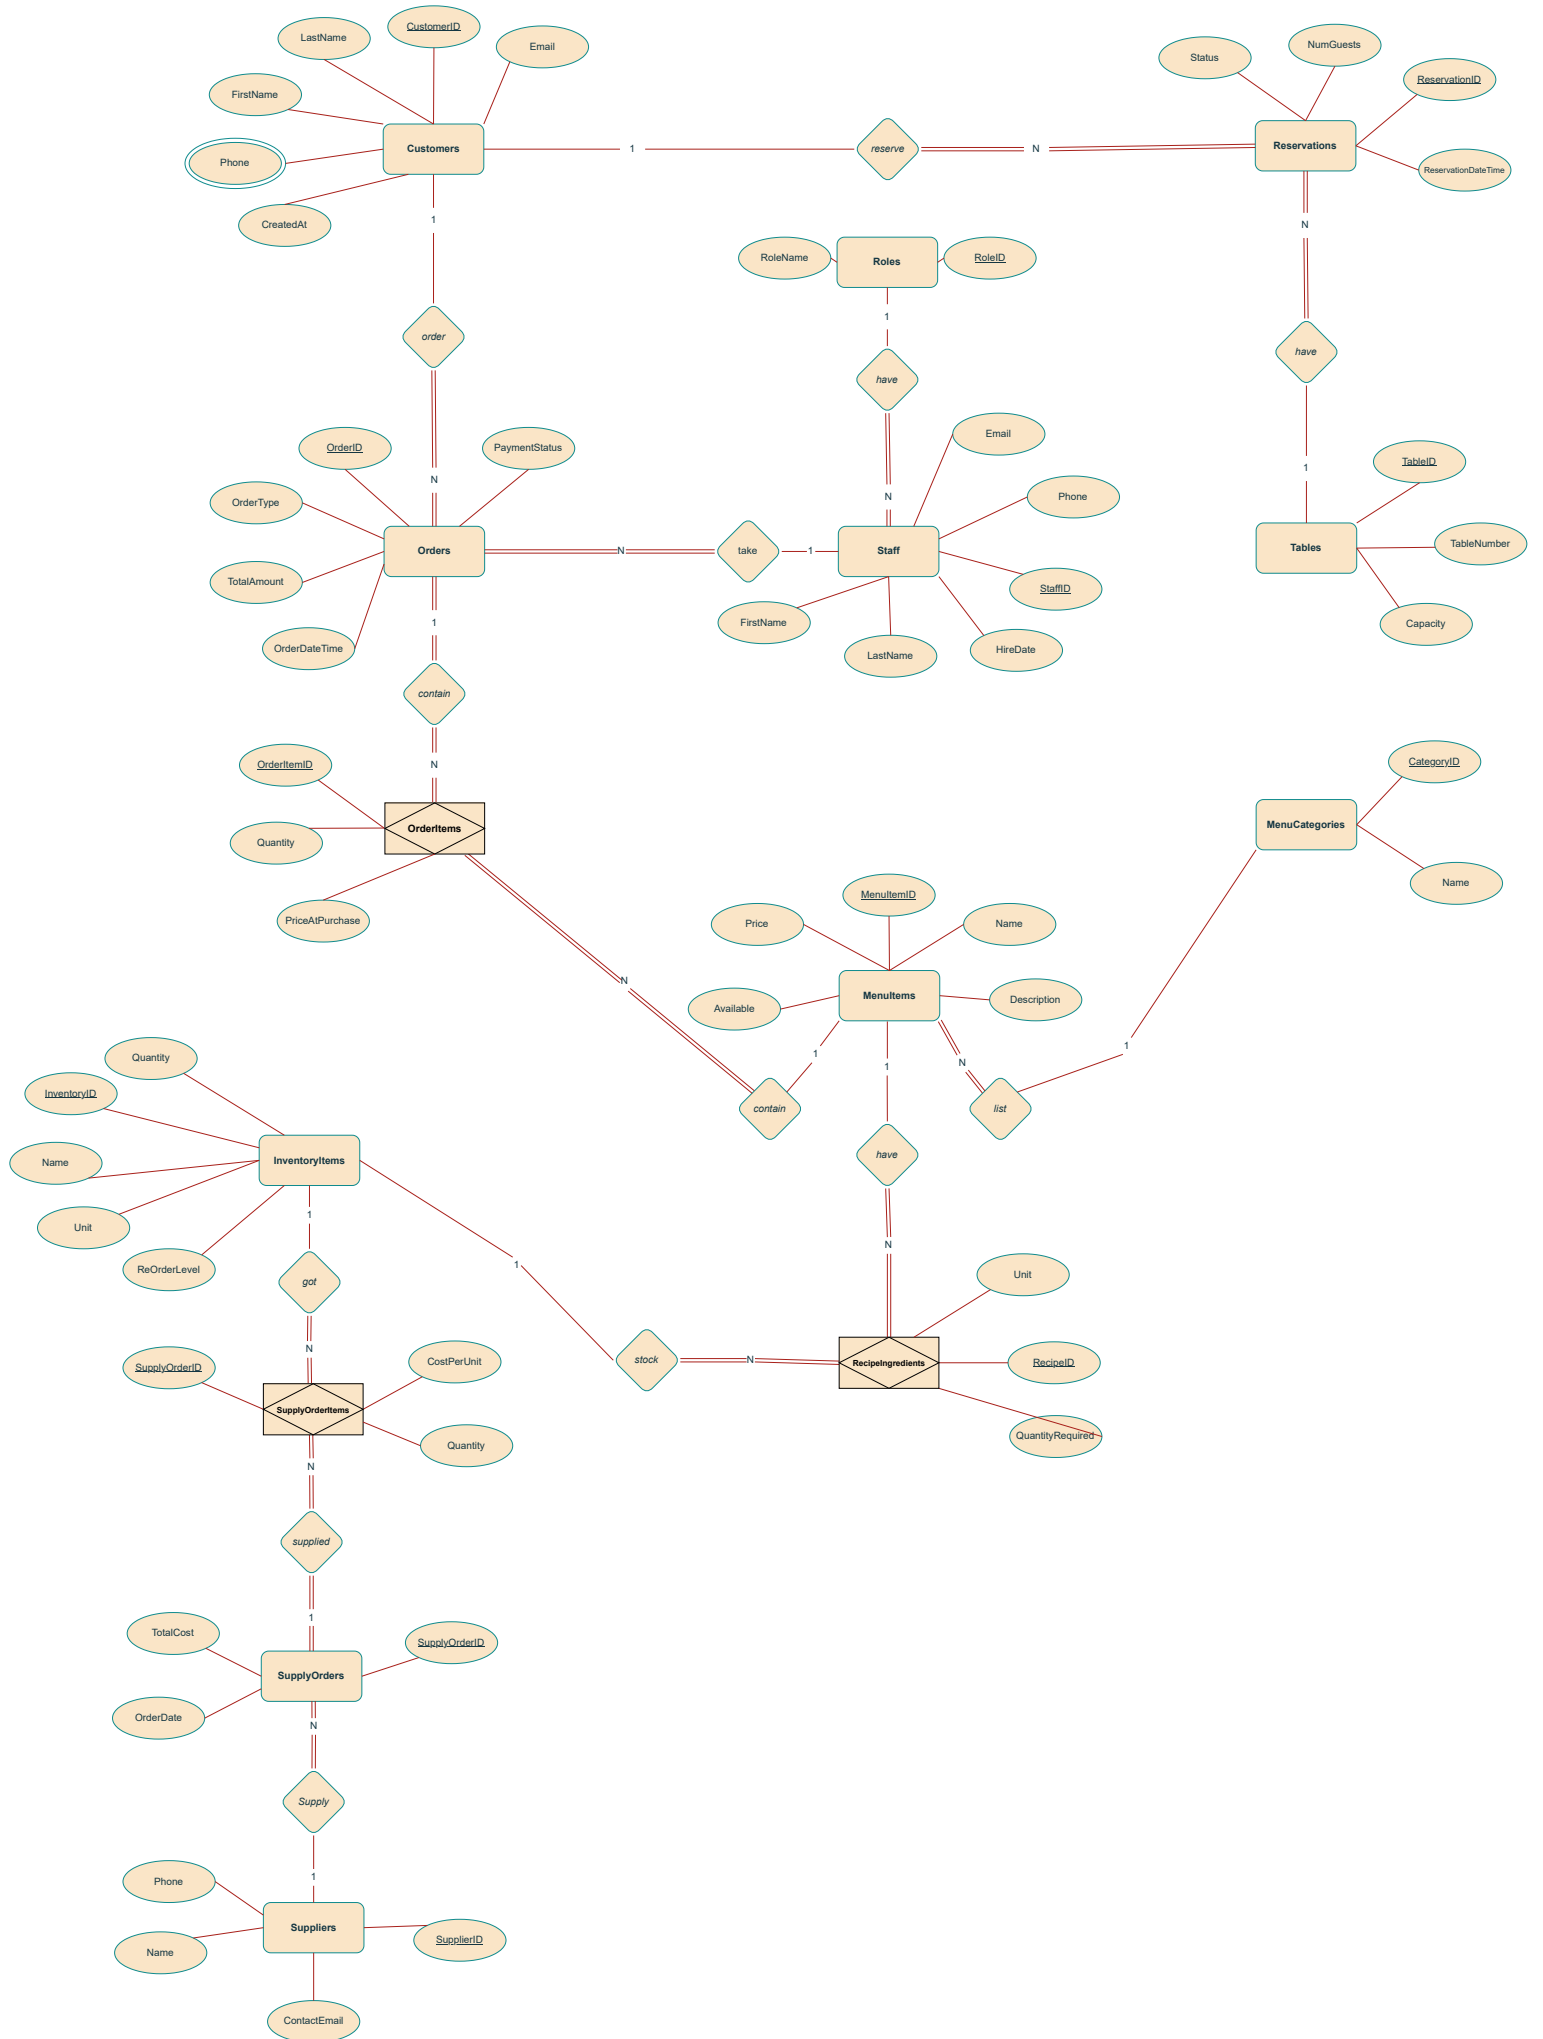 CustomerID
LastName
Email
FirstName
Phone
CreatedAt
Customers
1
reserve
N
Status
NumGuests
ReservationID
ReservationDateTime
Reservations
1
order
N
RoleName
Roles
RoleID
1
have
N
N
have
1
OrderID
PaymentStatus
OrderType
TotalAmount
OrderDateTime
Orders
N
take
1
Email
Phone
Staff
StaffID
FirstName
LastName
HireDate
TableID
Tables
TableNumber
Capacity
1
contain
N
OrderItemID
Quantity
PriceAtPurchase
OrderItems
N
contain
1
CategoryID
MenuCategories
Name
1
list
N
MenuItemID
Price
Name
Available
MenuItems
Description
1
have
N
Quantity
InventoryID
Name
Unit
ReOrderLevel
InventoryItems
1
got
N
1
stock
N
Unit
RecipeIngredients
RecipeID
QuantityRequired
SupplyOrderID
CostPerUnit
SupplyOrderItems
Quantity
N
supplied
1
TotalCost
SupplyOrderID
SupplyOrders
OrderDate
N
Supply
1
Phone
Suppliers
Name
SupplierID
ContactEmail